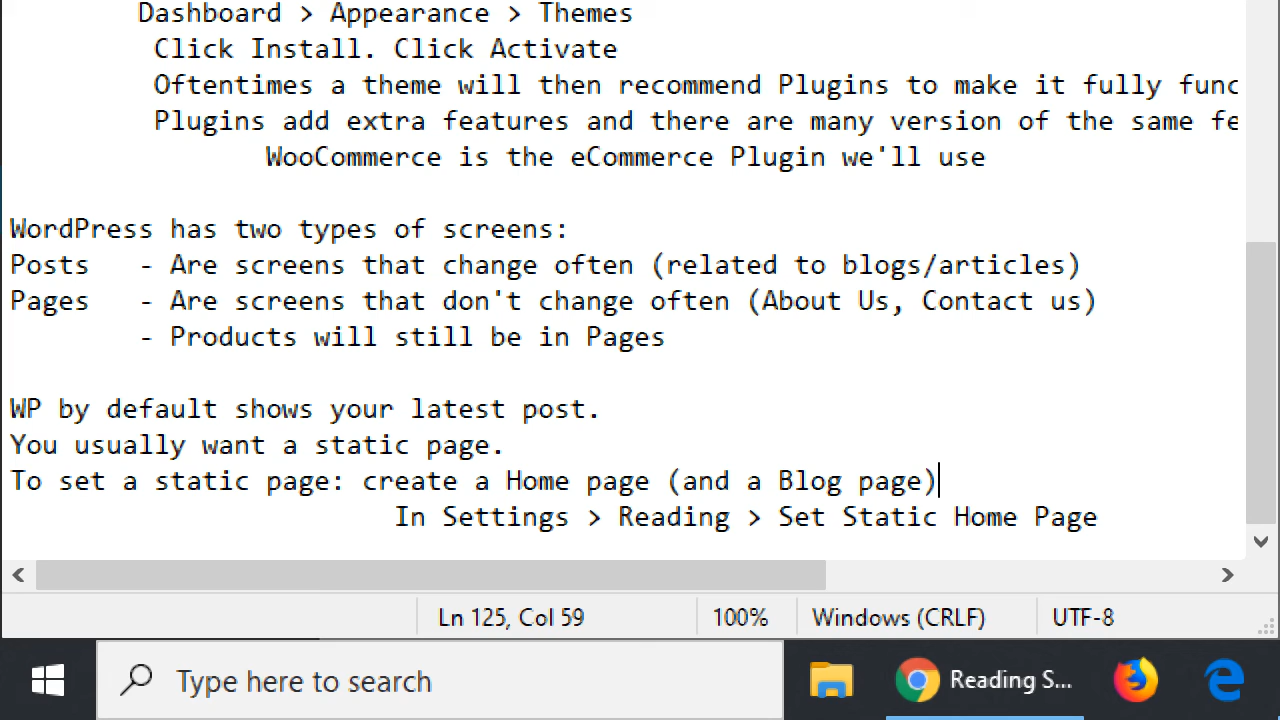 Dashboard > Appearance > Themes
Click Install. Click Activate
Oftentimes a theme will then recommend Plugins to make it fully func
Plugins add extra features and there are many version of the same fe
WooCommerce is the eCommerce Plugin we'll use
WordPress has two types of screens:
Posts - Are screens that change often (related to blogs/articles)
Pages - Are screens that don't change often (About Us, Contact us)
- Products will still be in Pages
WP by default shows your latest post.
You usually want a static page.
To set a static page: create a Home page (and a Blog page)
In Settings > Reading > Set Static Home Page
Ln 125, Col 59 100% Windows (CRLF) UTF-8
Type here to search Reading S...